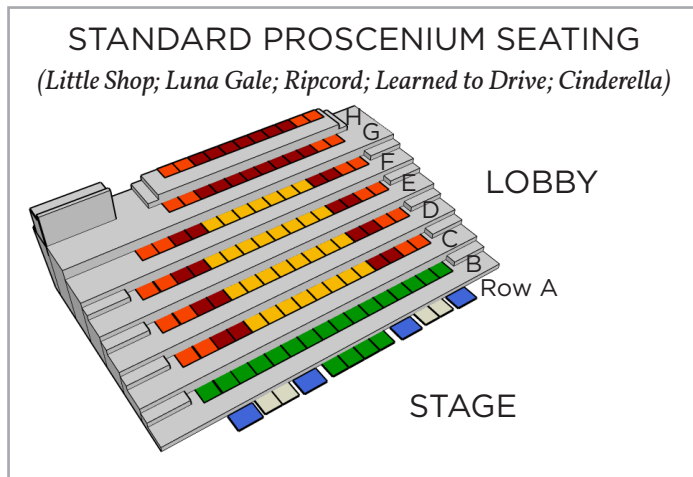 STANDARD PROSCENIUM SEATING
(Little Shop; Luna Gale; Ripcord; Learned to Drive; Cinderella)
H
G
F
E
D
C
B
Row A
LOBBY
STAGE